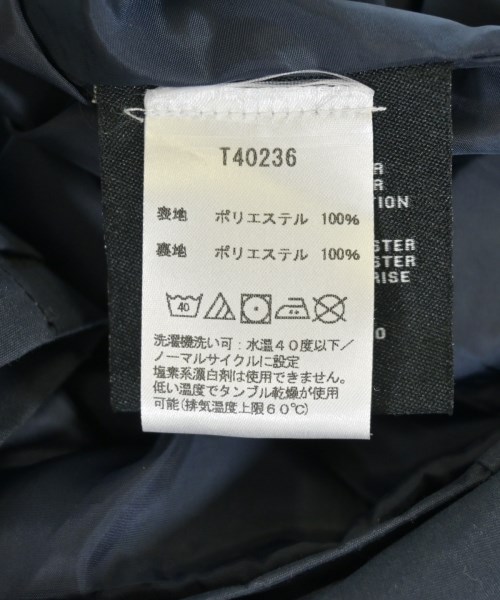 T40236
表地 ポリエステル 100%
裏地 ポリエステル 100%
40
洗濯機洗い可:水温40度以下/
ノーマルサイクルに設定
塩素系漂白剤は使用できません。
低い温度でタンブル乾燥が使用
可能(排気温度上限60℃)